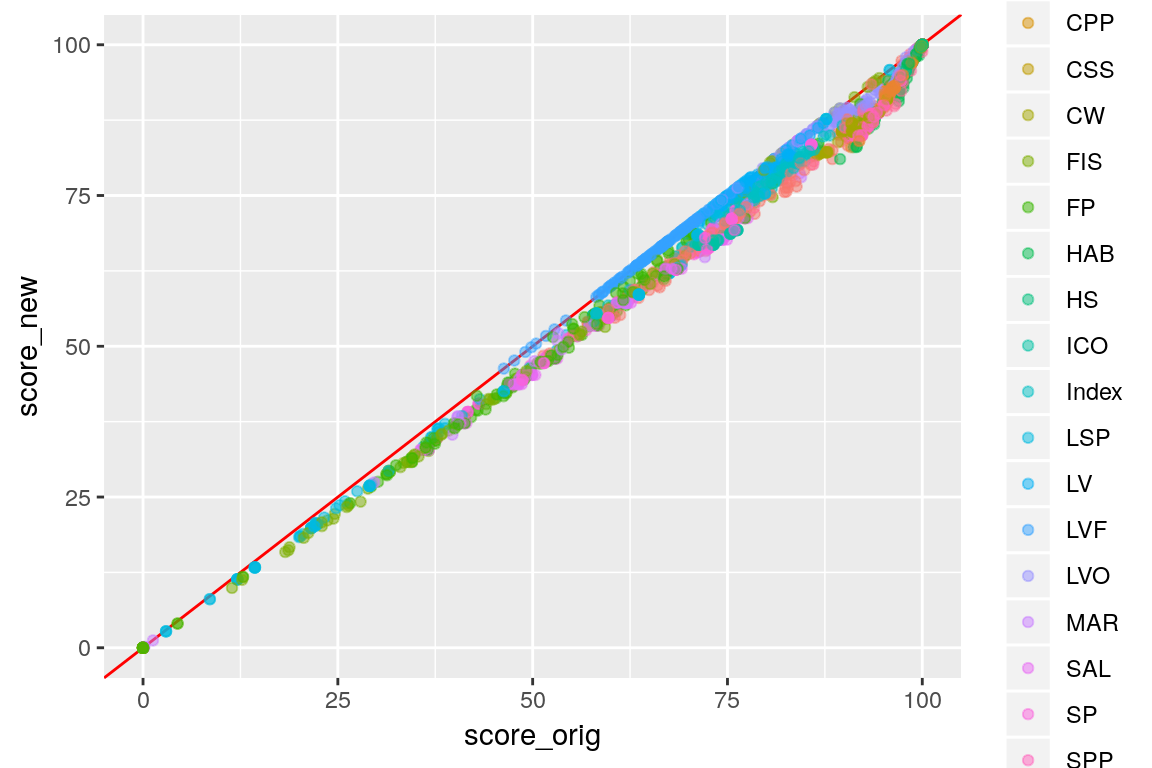 100
75
50
25
0
score_new
0
25
50
75
100
score_orig
CPP
CSS
CW
FIS
FP
HAB
HS
ICO
Index
LSP
LV
LVF
LVO
MAR
SAL
SP
SPP